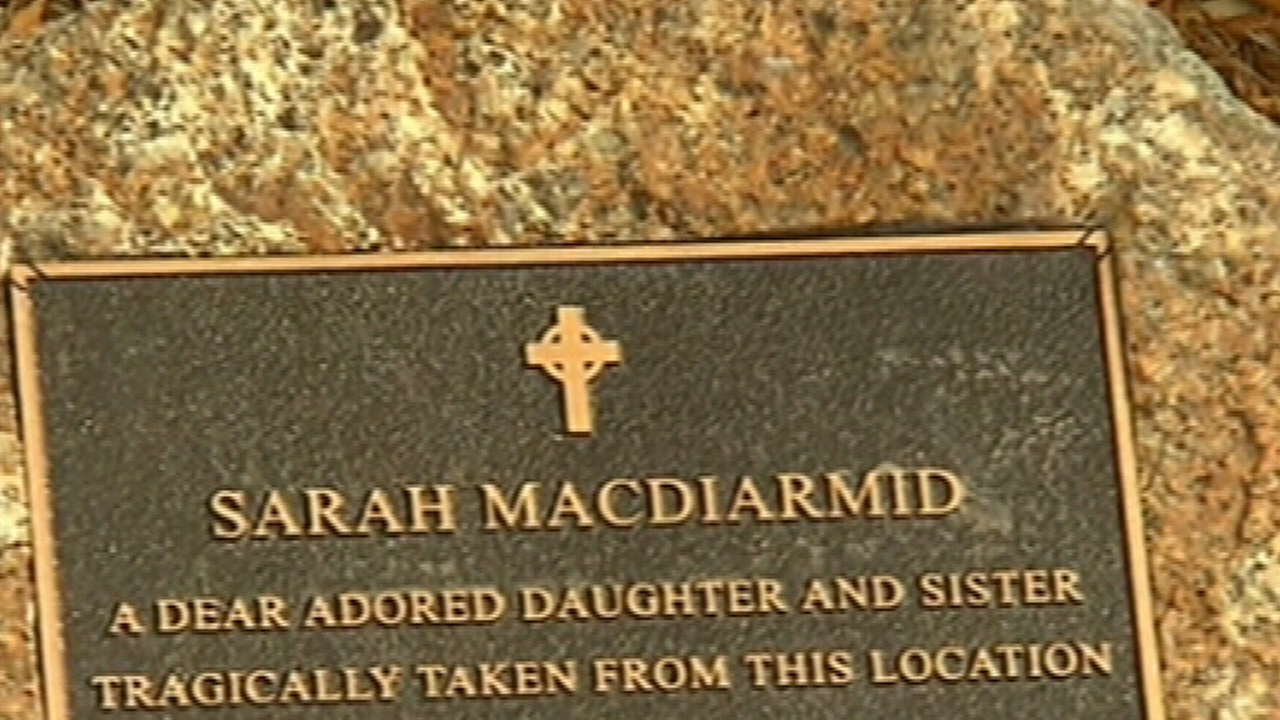 SARAH MACDIARMID
A DEAR ADORED DAUGHTER AND SISTER
TRAGICALLY TAKEN FROM THIS LOCATION